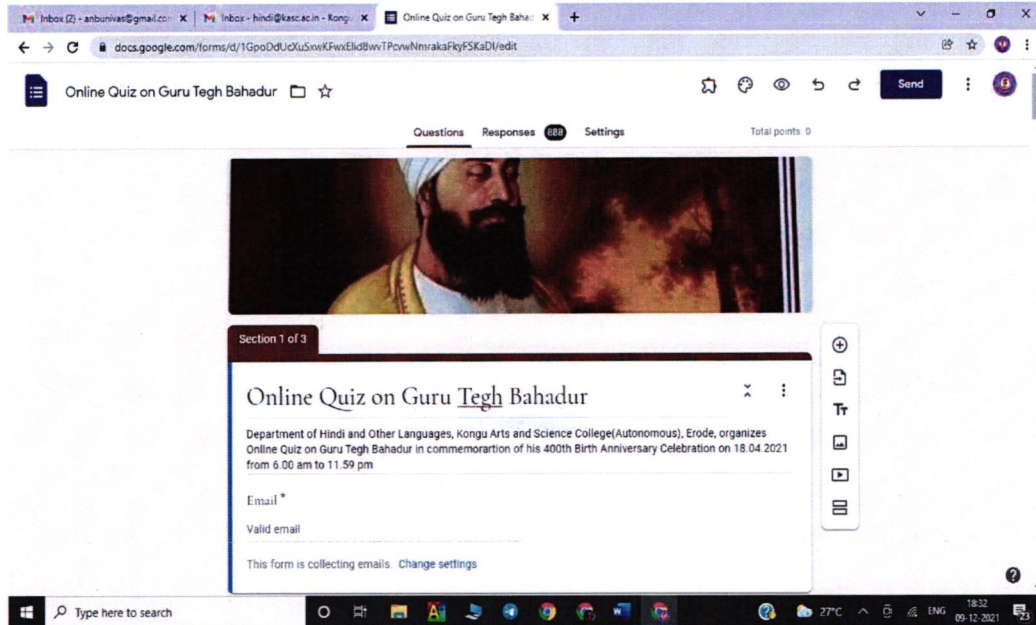 Inbox (2) - anbunivas@gmail.com
Inbox - hindi@kasc.ac.in - Kongu
Online Quiz on Guru Tegh Bahad
docs.google.com/forms/d/
/edit
Online Quiz on Guru Tegh Bahadur
Send
Questions Responses 888 Settings Total points 0
Section 1 of 3
Online Quiz on Guru Tegh Bahadur
Department of Hindi and Other Languages, Kongu Arts and Science College(Autonomous), Erode, organizes
Online Quiz on Guru Tegh Bahadur in commemorartion of his 400th Birth Anniversary Celebration on 18.04.2021
from 6.00 am to 11.59 pm
Email *
Valid email
This form is collecting emails. Change settings
Type here to search
27°C
ENG
18:32
09-12-2021